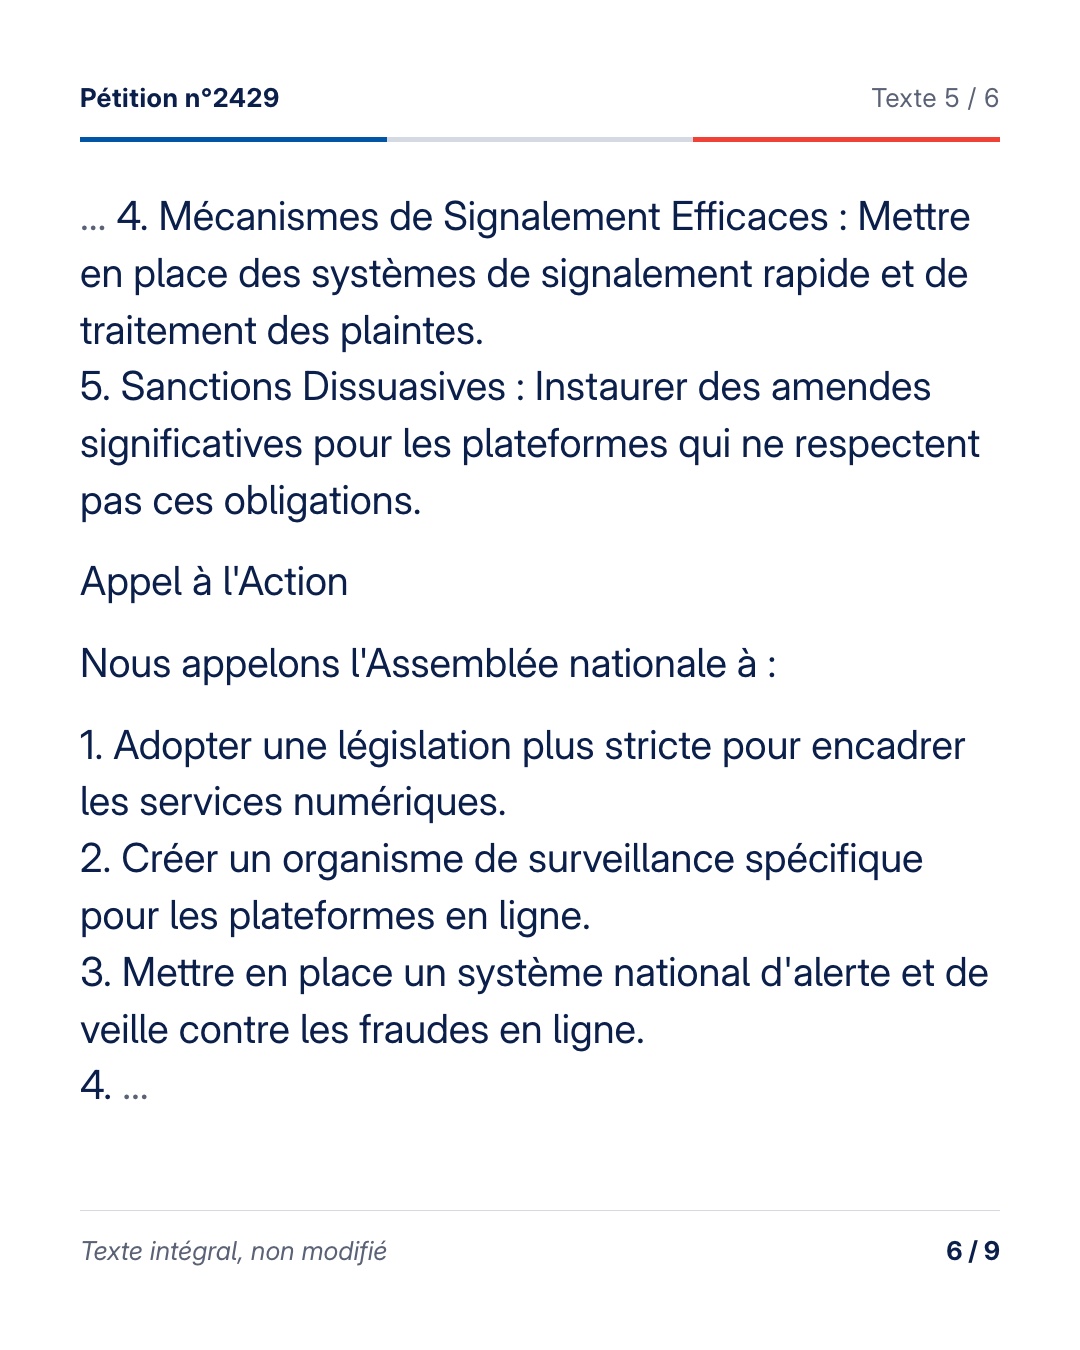 Pétition n°2429
Texte 5 / 6
... 4. Mécanismes de Signalement Efficaces : Mettre
en place des systèmes de signalement rapide et de
traitement des plaintes.
5. Sanctions Dissuasives : Instaurer des amendes
significatives pour les plateformes qui ne respectent
pas ces obligations.
Appel à l'Action
Nous appelons l'Assemblée nationale à :
1. Adopter une législation plus stricte pour encadrer
les services numériques.
2. Créer un organisme de surveillance spécifique
pour les plateformes en ligne.
3. Mettre en place un système national d'alerte et de
veille contre les fraudes en ligne.
4. ...
Texte intégral, non modifié
6 / 9